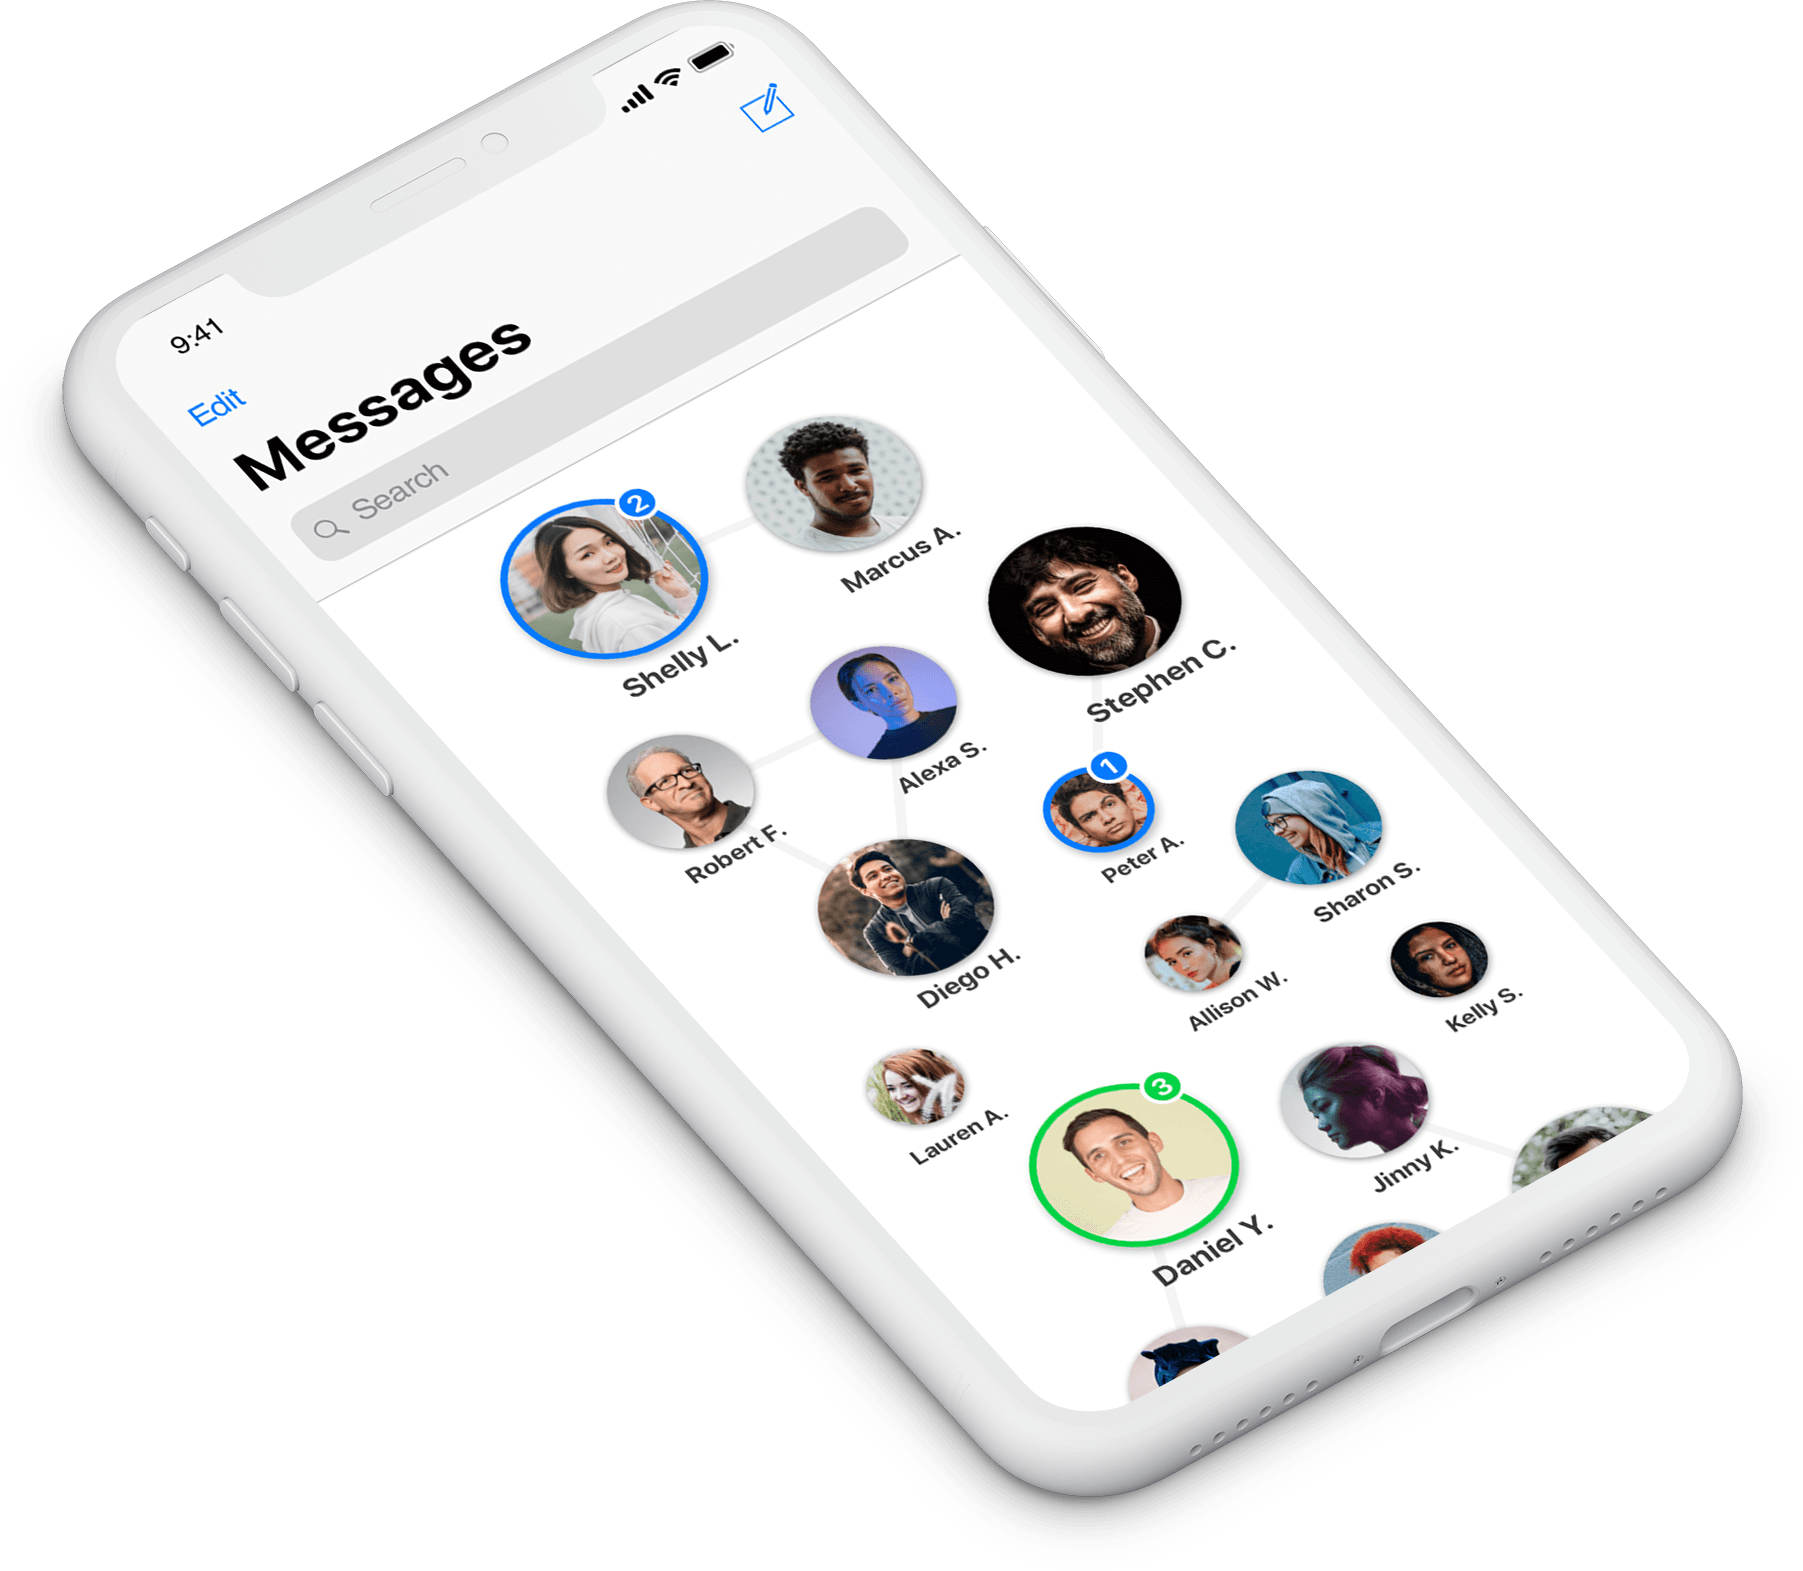 9:41
Edit
Messages
Search
2
Marcus A.
Shelly L.
Stephen C.
Alexa S.
1
Robert F.
Peter A.
Sharon S.
Diego H.
Allison W.
Kelly S.
Lauren A.
3
Jinny K.
Daniel Y.